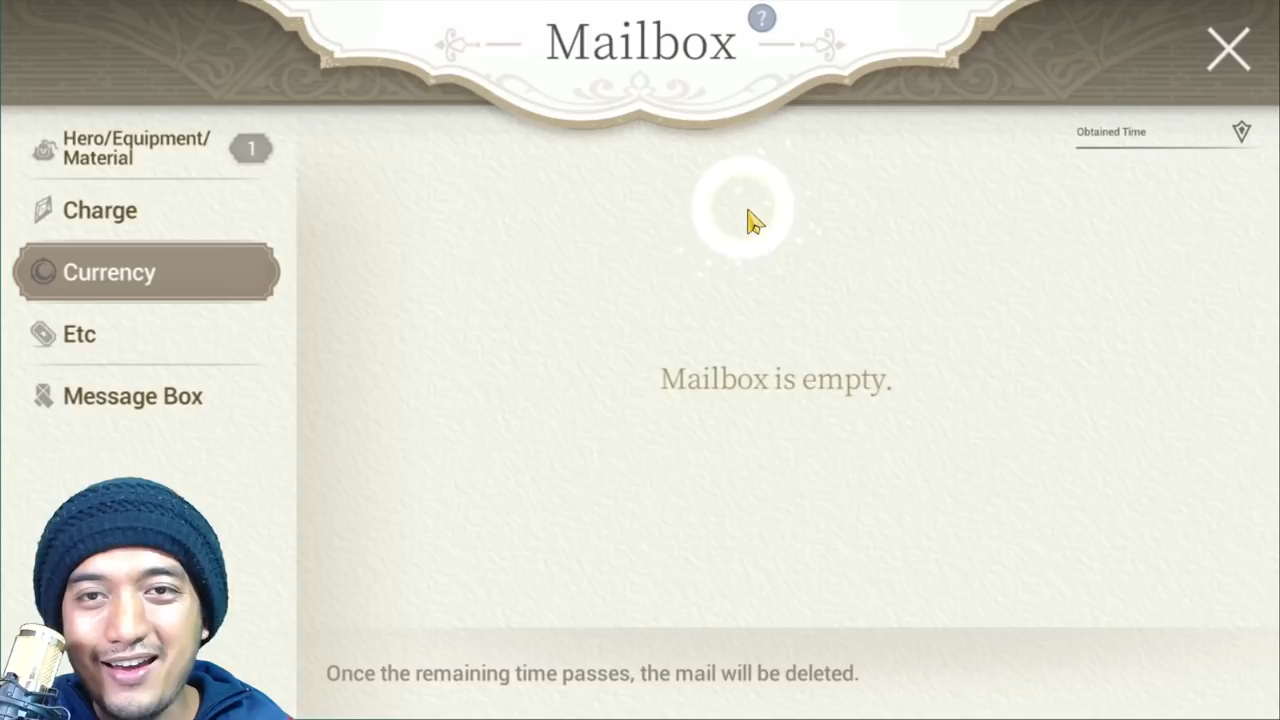 Mailbox
?
Hero/Equipment/
Material
1
Obtained Time
Charge
Currency
Etc
Message Box
Mailbox is empty.
Once the remaining time passes, the mail will be deleted.